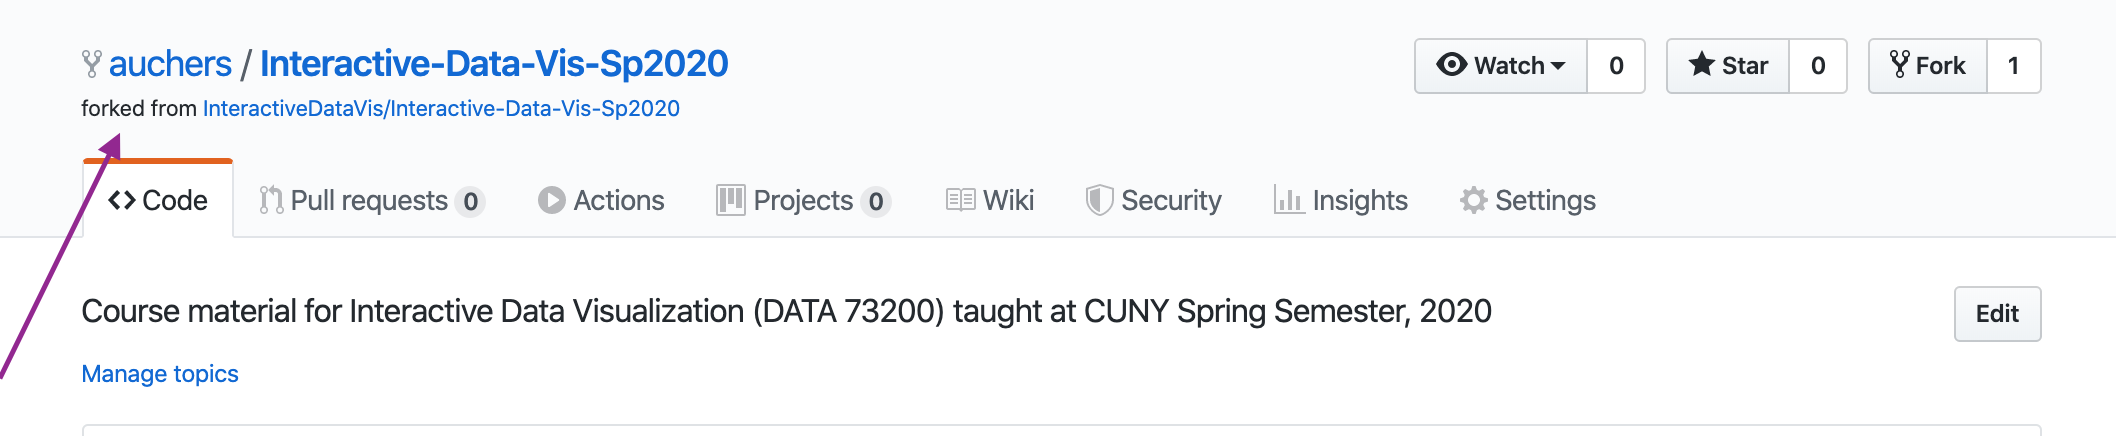 auchers / Interactive-Data-Vis-Sp2020 Watch 0 Star 0 Fork 1
forked from InteractiveDataVis/Interactive-Data-Vis-Sp2020
<> Code Pull requests 0 Actions Projects 0 Wiki Security Insights Settings
Course material for Interactive Data Visualization (DATA 73200) taught at CUNY Spring Semester, 2020 Edit
Manage topics